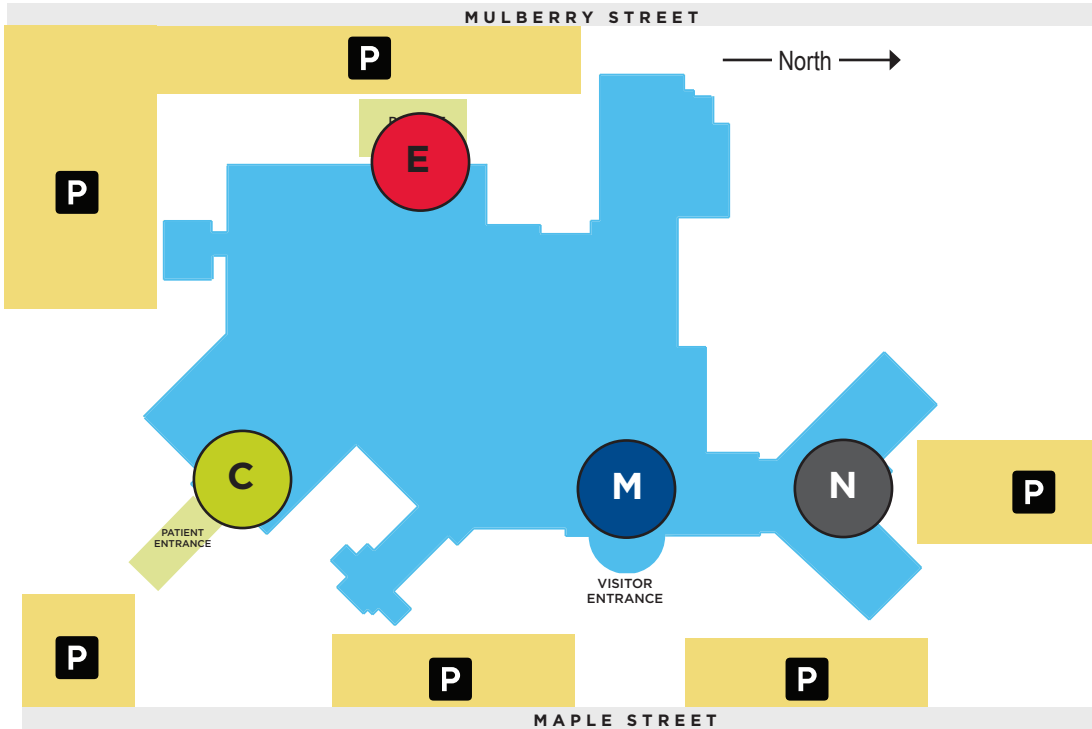 MULBERRY STREET
P
North
E
P
C
M
N
P
PATIENT
ENTRANCE
VISITOR
ENTRANCE
P
P
P
MAPLE STREET